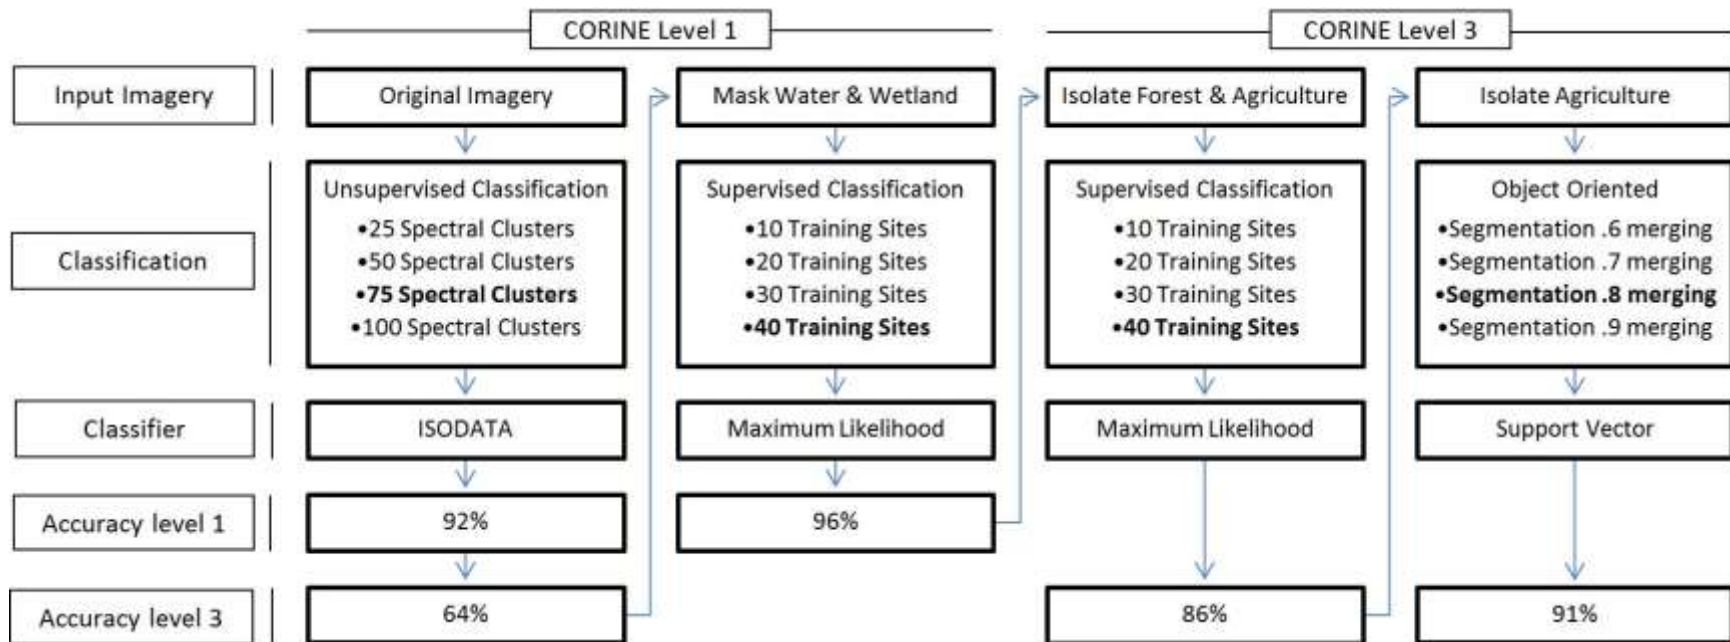 CORINE Level 1
CORINE Level 3
Input Imagery
Original Imagery
Mask Water & Wetland
Isolate Forest & Agriculture
Isolate Agriculture
Classification
Unsupervised Classification
•25 Spectral Clusters
•50 Spectral Clusters
•75 Spectral Clusters
•100 Spectral Clusters
Supervised Classification
•10 Training Sites
•20 Training Sites
•30 Training Sites
•40 Training Sites
Supervised Classification
•10 Training Sites
•20 Training Sites
•30 Training Sites
•40 Training Sites
Object Oriented
•Segmentation .6 merging
•Segmentation .7 merging
•Segmentation .8 merging
•Segmentation .9 merging
Classifier
ISODATA
Maximum Likelihood
Maximum Likelihood
Support Vector
Accuracy level 1
92%
96%
Accuracy level 3
64%
86%
91%